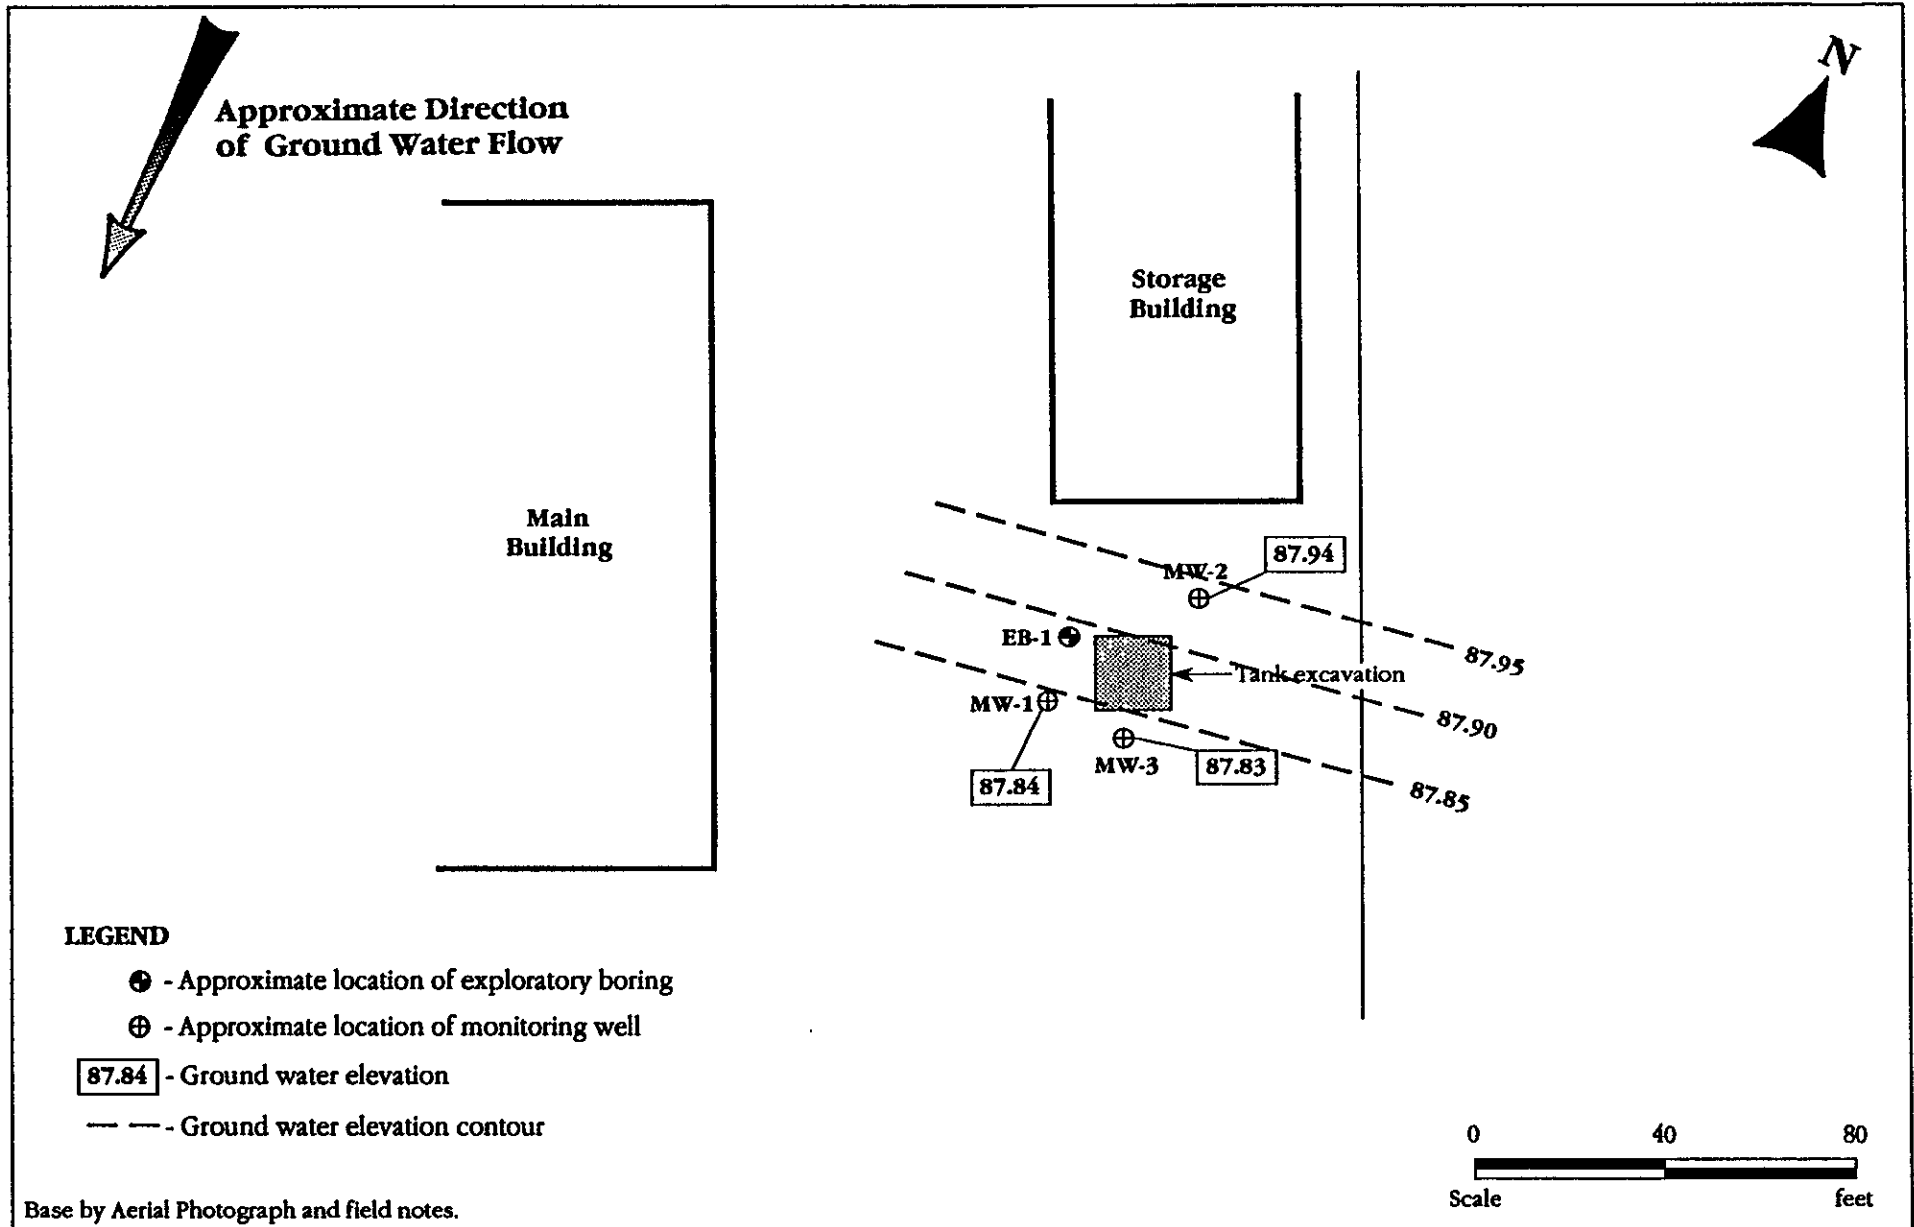 N
Approximate Direction
of Ground Water Flow
Storage
Building
Main
Building
87.94
MW-2
EB-1
87.95
Tank excavation
MW-1
87.90
MW-3
87.83
87.84
87.85
LEGEND
- Approximate location of exploratory boring
- Approximate location of monitoring well
87.84 - Ground water elevation
- Ground water elevation contour
0 40 80
Scale feet
Base by Aerial Photograph and field notes.